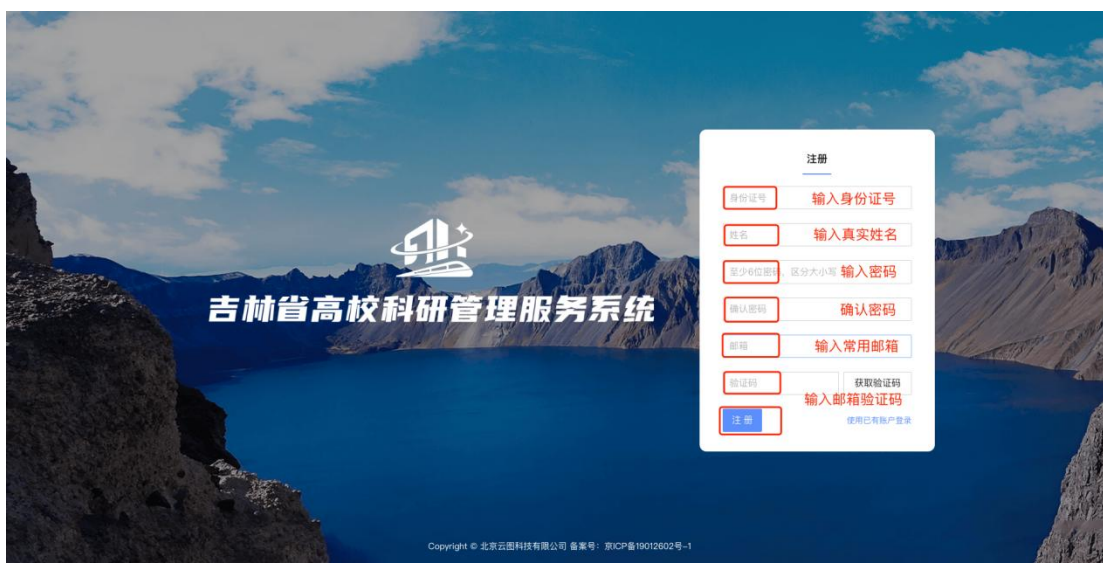 注册
身份证号 输入身份证号
姓名 输入真实姓名
至少6位密码，区分大小写 输入密码
确认密码 确认密码
邮箱 输入常用邮箱
验证码 获取验证码
输入邮箱验证码
注 册 使用已有账户登录
吉林省高校科研管理服务系统
Copyright © 北京云图科技有限公司 备案号：京ICP备19012602号-1